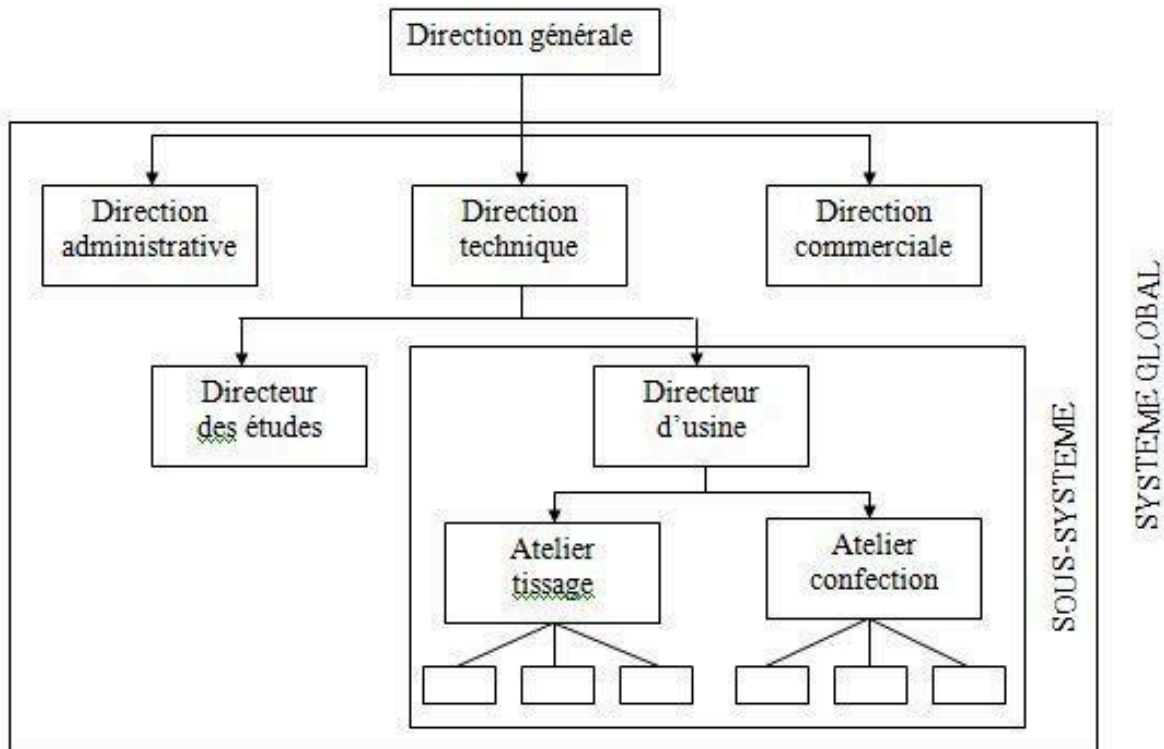 Direction générale
Direction
administrative
Direction
technique
Direction
commerciale
Directeur
des études
Directeur
d'usine
Atelier
tissage
Atelier
confection
SOUS-SYSTEME
SYSTEME GLOBAL